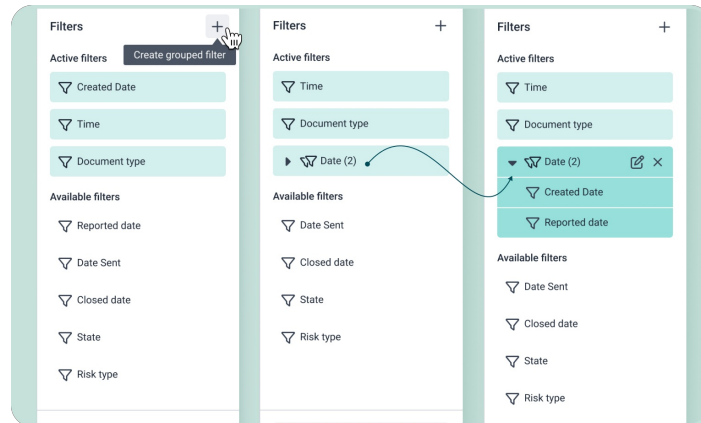 Filters
Create grouped filter
Active filters
Created Date
Time
Document type
Available filters
Reported date
Date Sent
Closed date
State
Risk type
Filters
Active filters
Time
Document type
Date (2)
Available filters
Date Sent
Closed date
State
Risk type
Filters
Active filters
Time
Document type
Date (2)
Created Date
Reported date
Available filters
Date Sent
Closed date
State
Risk type